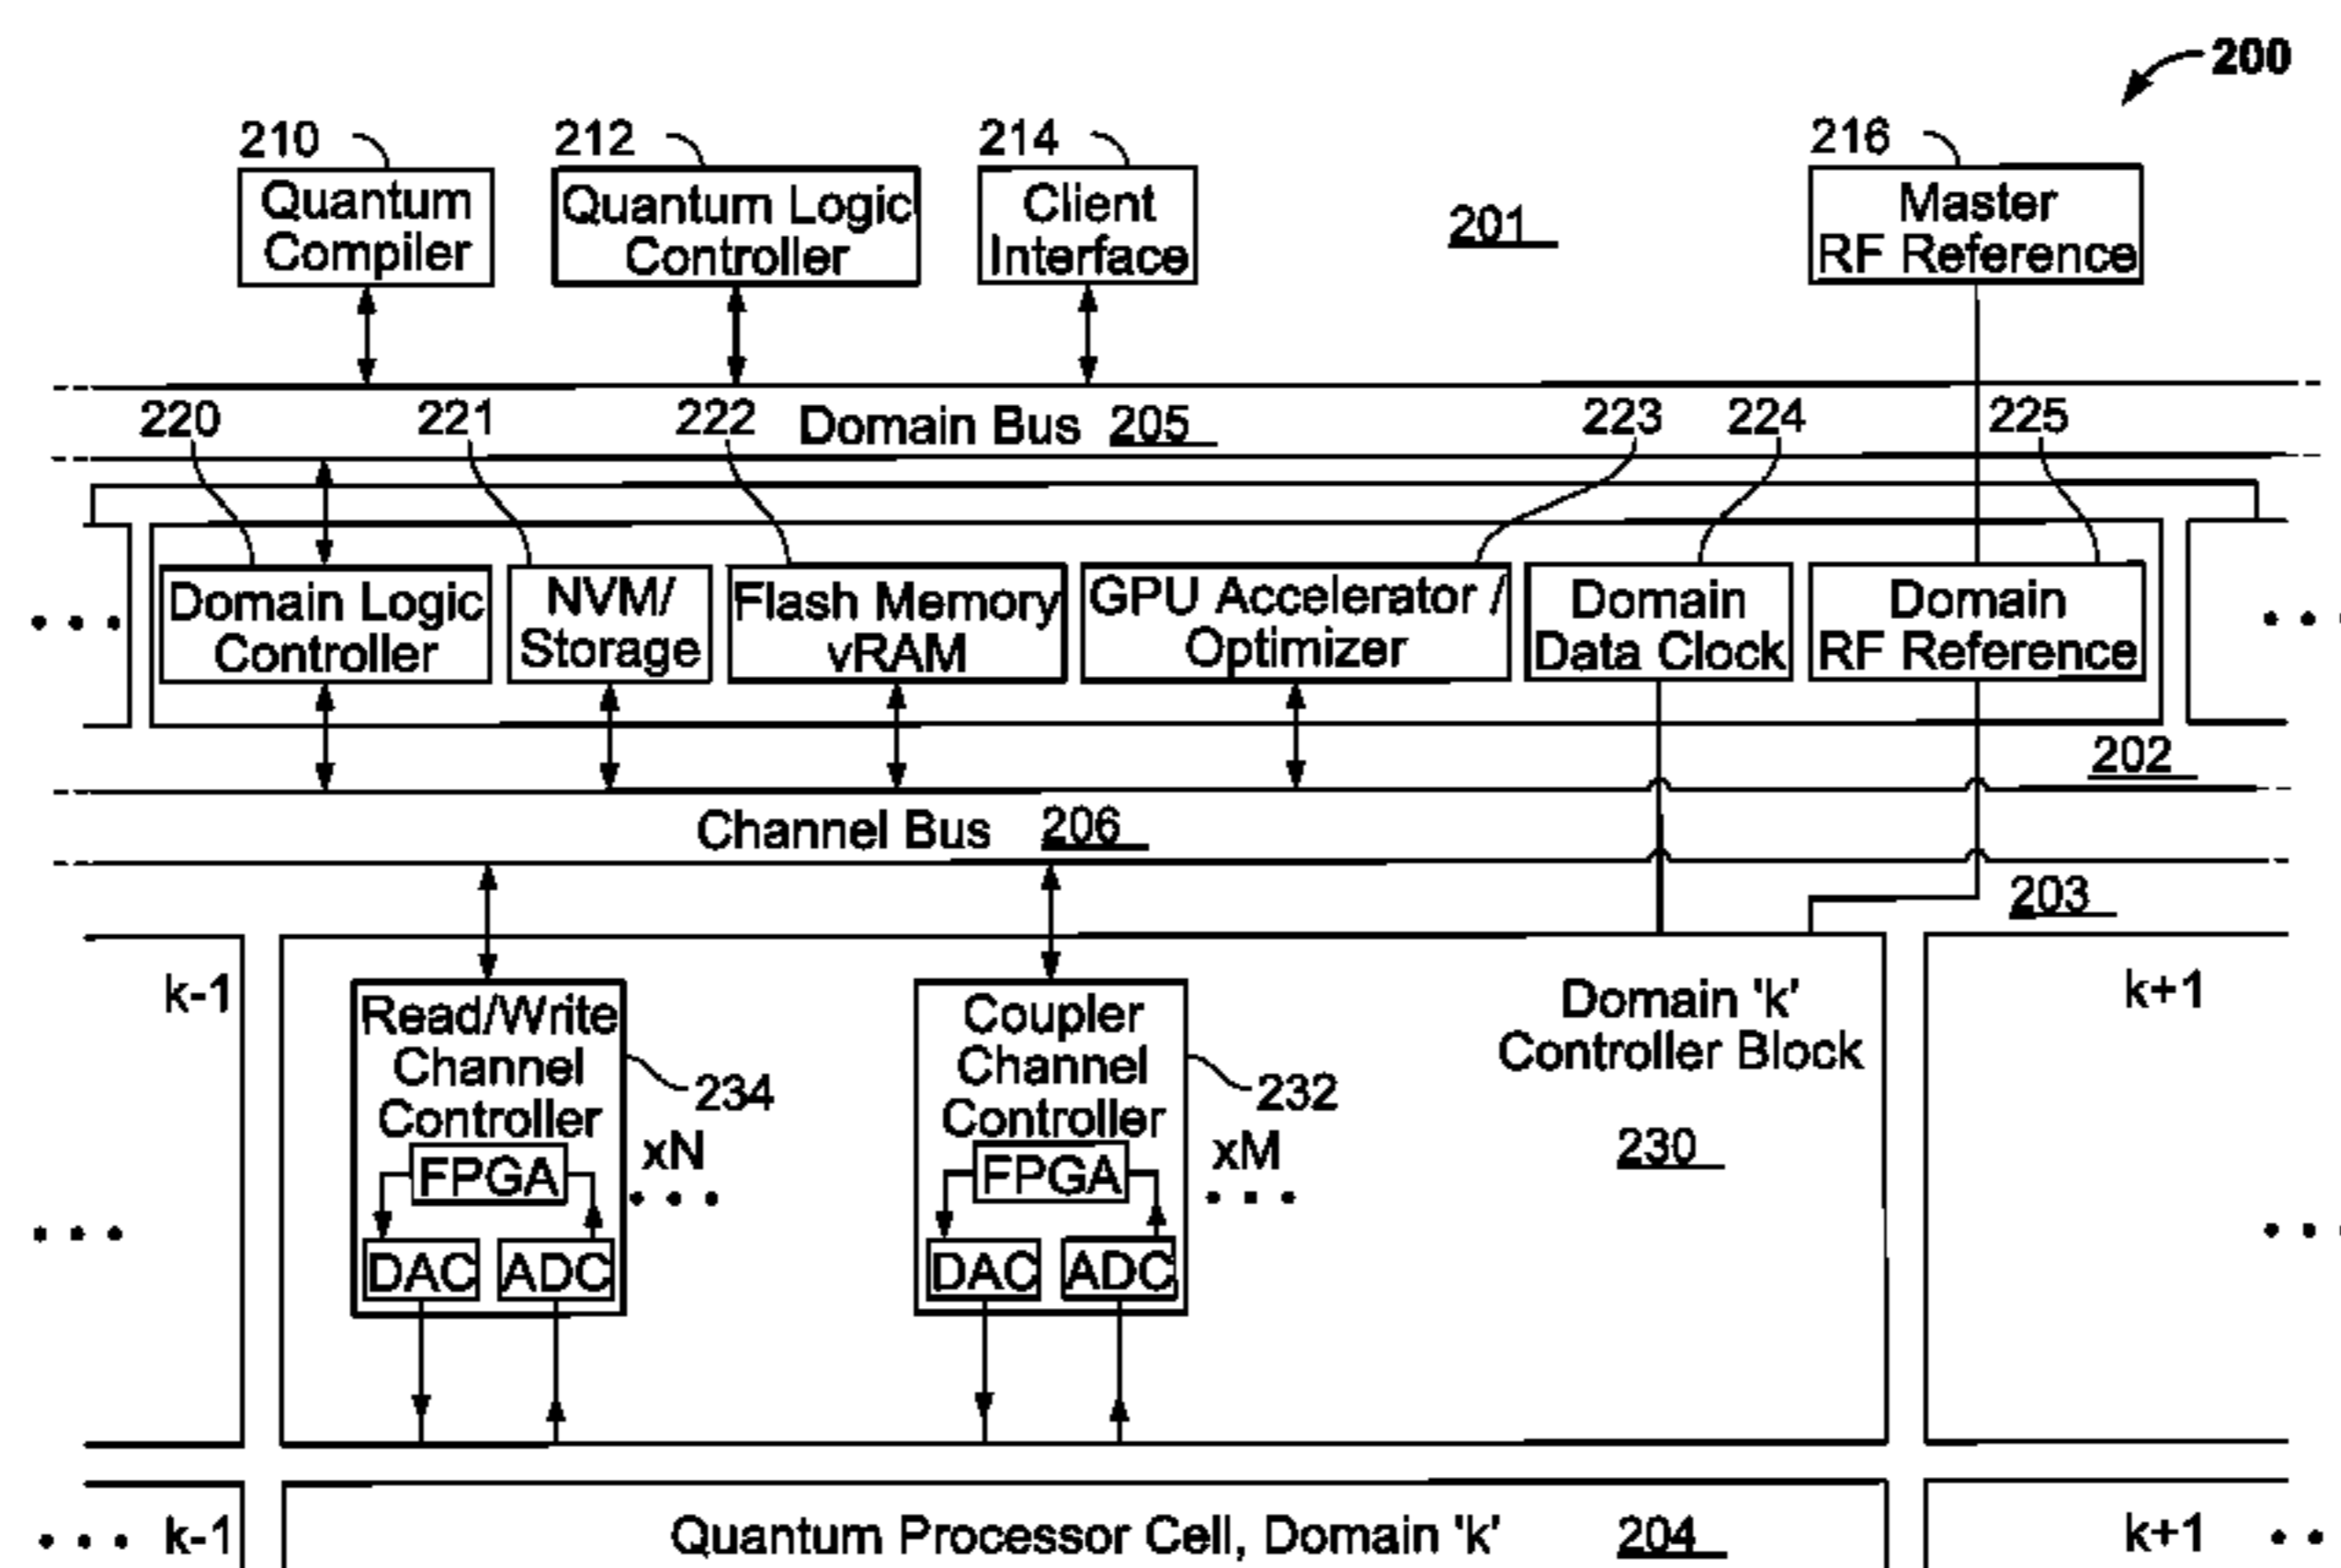 200
210
212
214
216
Quantum
Compiler
Quantum Logic
Controller
Client
Interface
201
Master
RF Reference
220
221
222
Domain Bus 205
223
224
225
Domain Logic
Controller
NVM/
Storage
Flash Memory
vRAM
GPU Accelerator /
Optimizer
Domain
Data Clock
Domain
RF Reference
• • •
• • •
202
Channel Bus 206
203
k-1
Read/Write
Channel
Controller
234
xN
• • •
FPGA
DAC
ADC
Coupler
Channel
Controller
232
xM
• • •
FPGA
DAC
ADC
Domain 'k'
Controller Block
230
k+1
• • •
• • •
• • • k-1
Quantum Processor Cell, Domain 'k' 204
k+1 • •